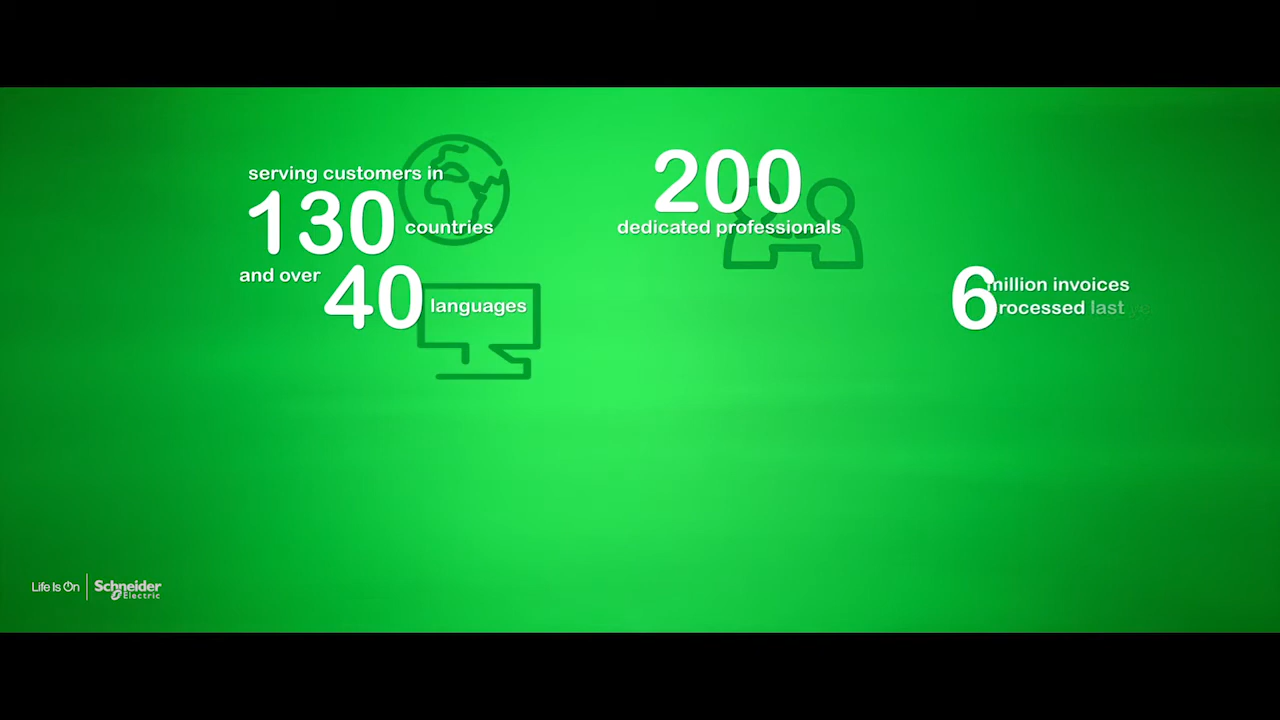 serving customers in
130 countries
and over 40 languages
200
dedicated professionals
6 million invoices
processed last
Life Is On
Schneider
Electric